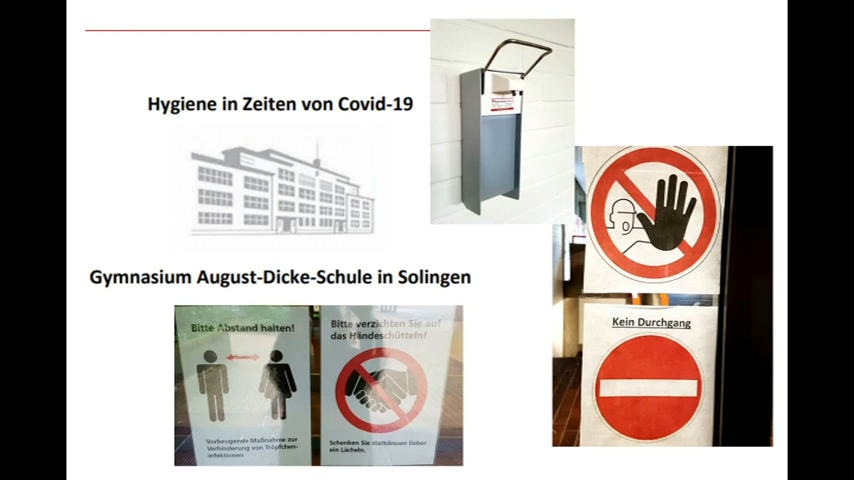 Hygiene in Zeiten von Covid-19
Gymnasium August-Dicke-Schule in Solingen
Bitte Abstand halten!
Vorbeugende Maßnahme zur
Verhinderung von Tröpfchen-
infektionen
Bitte verzichten Sie auf
das Händeschütteln!
Schenken Sie stattdessen lieber
ein Lächeln.
Kein Durchgang